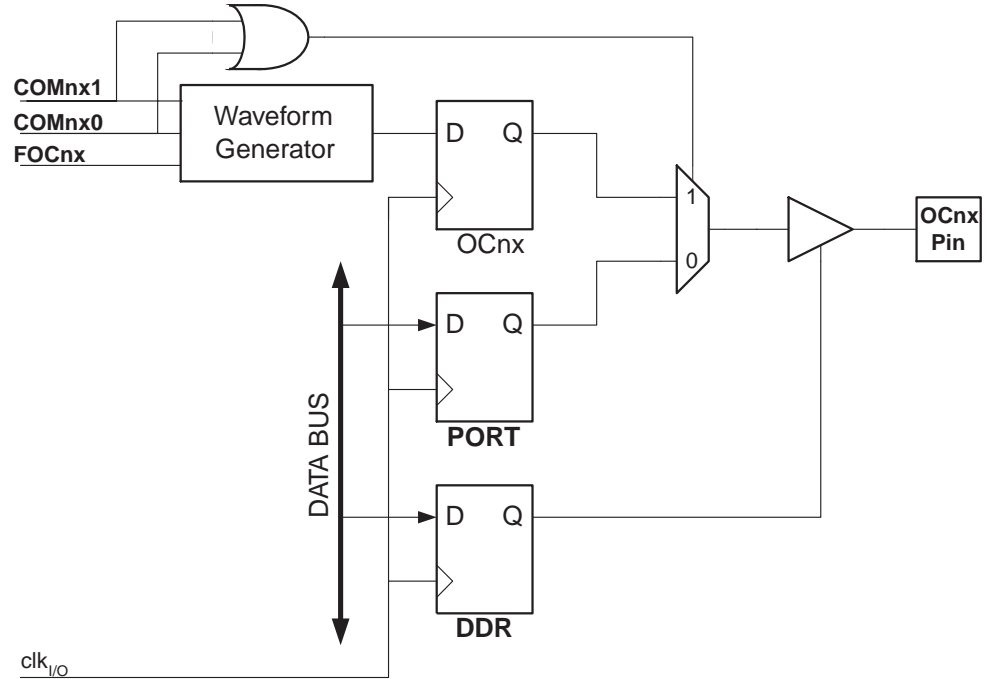 COMnx1
COMnx0
FOCnx
Waveform
Generator
D Q
OCnx
1
0
OCnx
Pin
D Q
PORT
DATA BUS
D Q
DDR
clkI/O